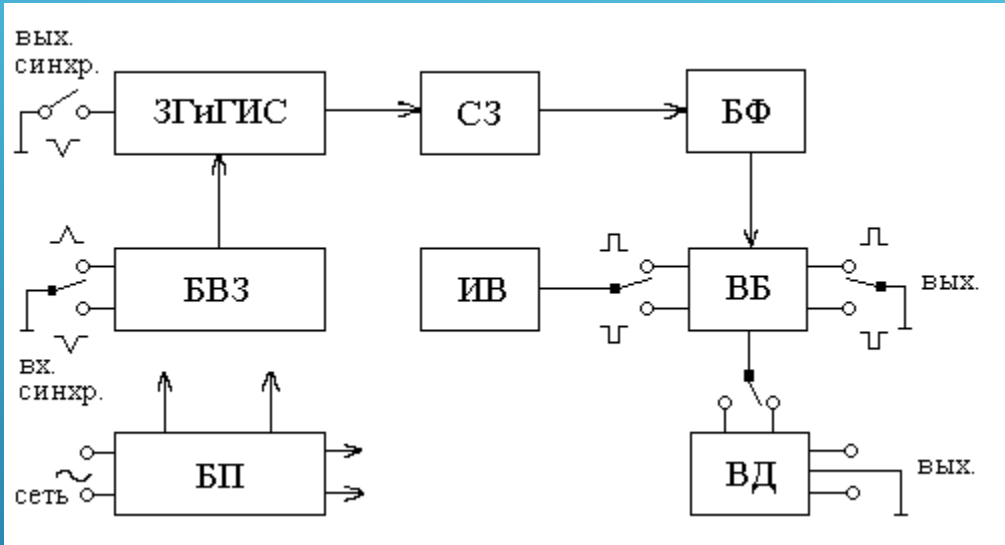 вых.
синхр.
ЗГиГИС
СЗ
БФ
БВЗ
ИВ
ВБ
вых.
вх.
синхр.
сеть
БП
ВД
вых.